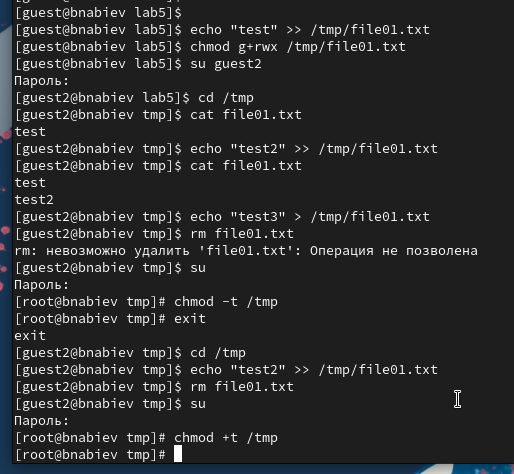 [guest@bnabiev lab5]$
[guest@bnabiev lab5]$ echo "test" >> /tmp/file01.txt
[guest@bnabiev lab5]$ chmod g+rwx /tmp/file01.txt
[guest@bnabiev lab5]$ su guest2
Пароль:
[guest2@bnabiev lab5]$ cd /tmp
[guest2@bnabiev tmp]$ cat file01.txt
test
[guest2@bnabiev tmp]$ echo "test2" >> /tmp/file01.txt
[guest2@bnabiev tmp]$ cat file01.txt
test
test2
[guest2@bnabiev tmp]$ echo "test3" > /tmp/file01.txt
[guest2@bnabiev tmp]$ rm file01.txt
rm: невозможно удалить 'file01.txt': Операция не позволена
[guest2@bnabiev tmp]$ su
Пароль:
[root@bnabiev tmp]# chmod -t /tmp
[root@bnabiev tmp]# exit
exit
[guest2@bnabiev tmp]$ cd /tmp
[guest2@bnabiev tmp]$ echo "test2" >> /tmp/file01.txt
[guest2@bnabiev tmp]$ rm file01.txt
[guest2@bnabiev tmp]$ su
Пароль:
[root@bnabiev tmp]# chmod +t /tmp
[root@bnabiev tmp]#